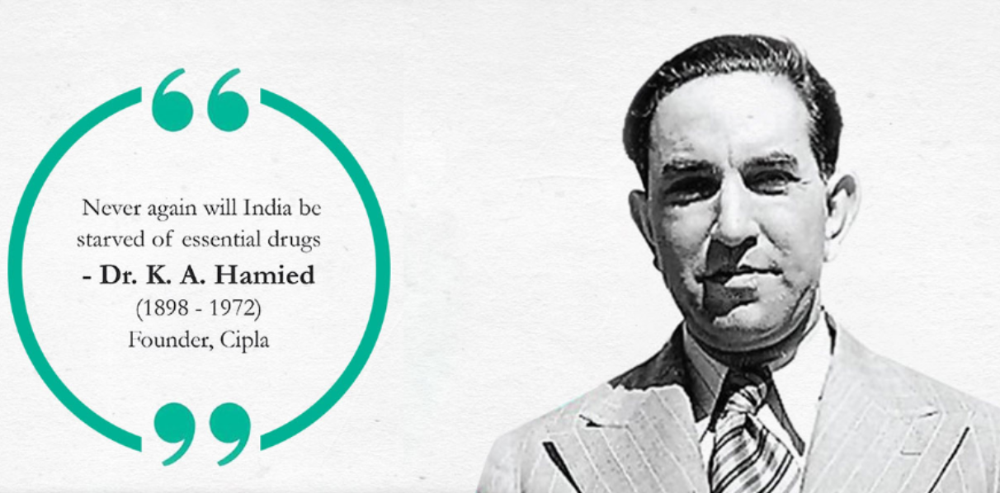 Never again will India be
starved of essential drugs
- Dr. K. A. Hamied
(1898 - 1972)
Founder, Cipla